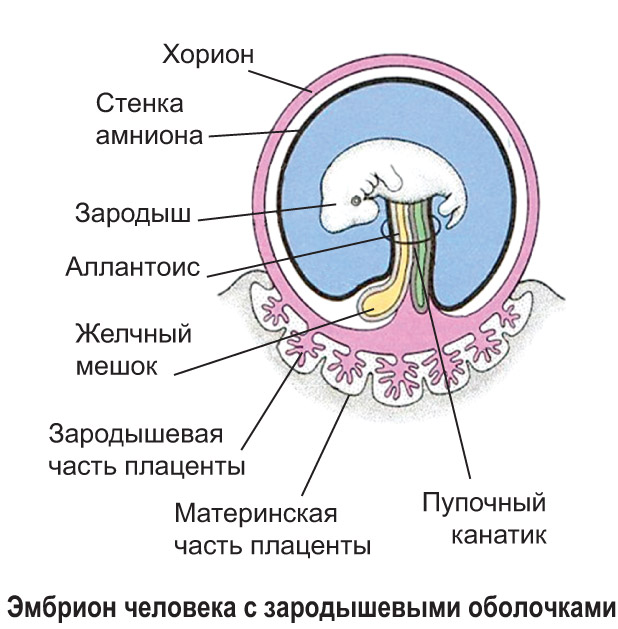 Хорион
Стенка
амниона
Зародыш
Аллантоис
Желчный
мешок
Зародышевая
часть плаценты
Материнская
часть плаценты
Пупочный
канатик
Эмбрион человека с зародышевыми оболочками